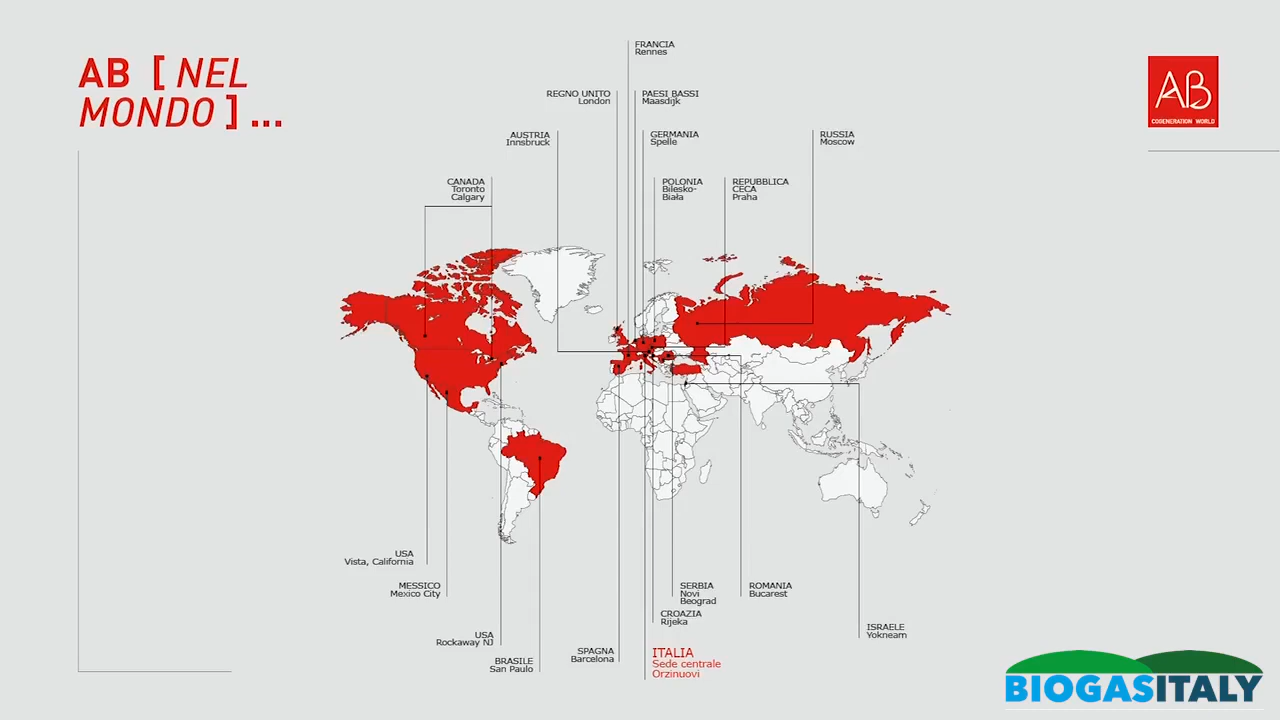 AB [ NEL
MONDO ] ...
AB
COGENERATION WORLD
FRANCIA
Rennes
REGNO UNITO
London
PAESI BASSI
Maasdijk
AUSTRIA
Innsbruck
GERMANIA
Spelle
RUSSIA
Moscow
CANADA
Toronto
Calgary
POLONIA
Bilesko-
Biała
REPUBBLICA
CECA
Praha
USA
Vista, California
MESSICO
Mexico City
USA
Rockaway NJ
BRASILE
San Paulo
SPAGNA
Barcelona
SERBIA
Novi
Beograd
ROMANIA
Bucarest
CROAZIA
Rijeka
ITALIA
Sede centrale
Orzinuovi
ISRAELE
Yokneam
BIOGASITALY